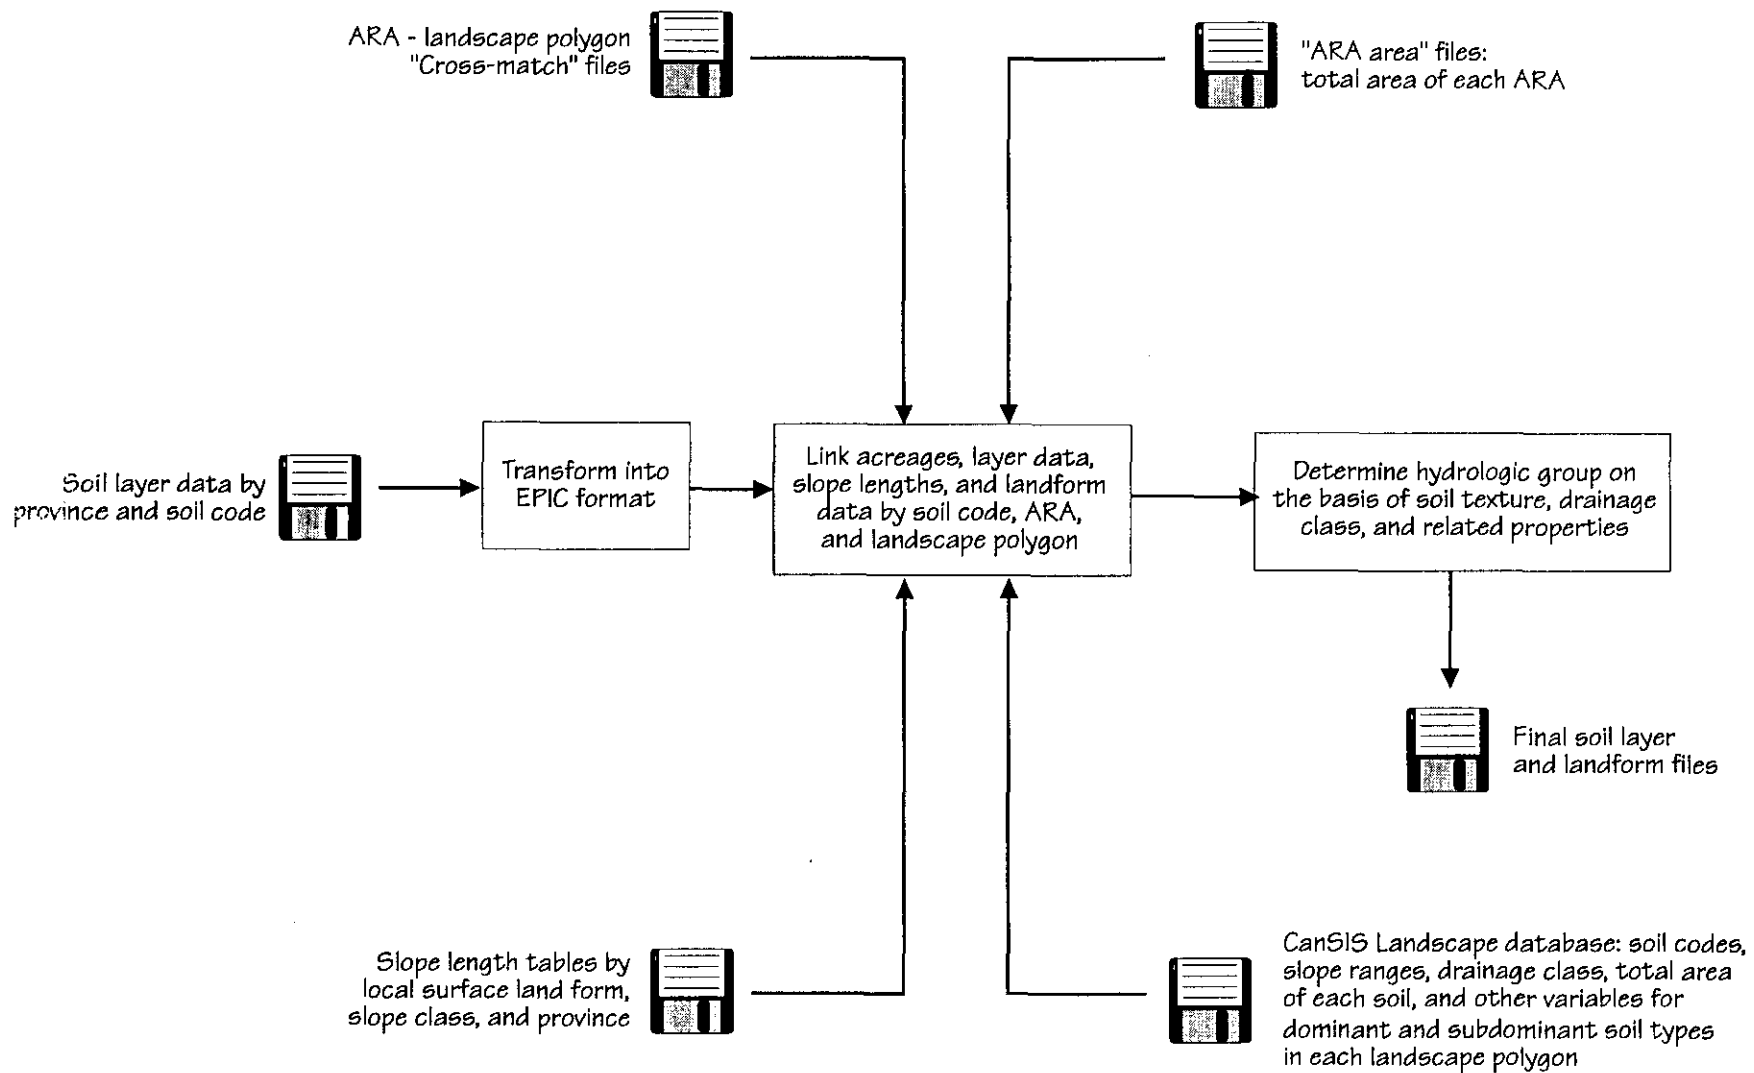 ARA - landscape polygon
"Cross-match" files
"ARA area" files:
total area of each ARA
Soil layer data by
province and soil code
Transform into
EPIC format
Link acreages, layer data,
slope lengths, and landform
data by soil code, ARA,
and landscape polygon
Determine hydrologic group on
the basis of soil texture, drainage
class, and related properties
Final soil layer
and landform files
Slope length tables by
local surface land form,
slope class, and province
CanSIS Landscape database: soil codes,
slope ranges, drainage class, total area
of each soil, and other variables for
dominant and subdominant soil types
in each landscape polygon